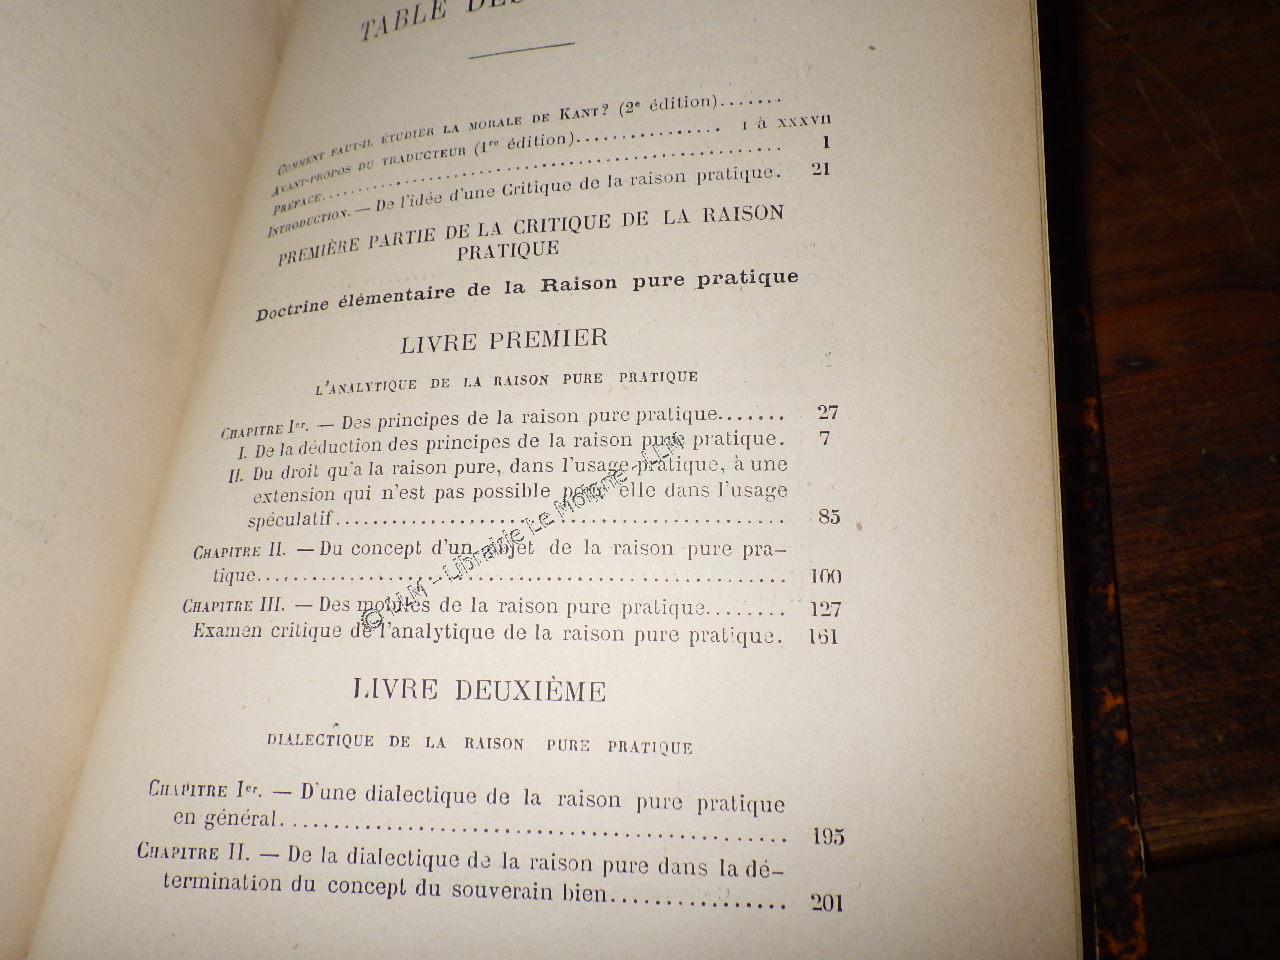 TABLE DES
COMMENT FAUT-IL ÉTUDIER LA MORALE DE KANT? (2e édition).......
AVANT-PROPOS DU TRADUCTEUR (1re édition)................ I à XXXVII
PRÉFACE.................................................. 1
INTRODUCTION. — De l'idée d'une Critique de la raison pratique. 21
PREMIÈRE PARTIE DE LA CRITIQUE DE LA RAISON
PRATIQUE
Doctrine élémentaire de la Raison pure pratique
LIVRE PREMIER
L'ANALYTIQUE DE LA RAISON PURE PRATIQUE
CHAPITRE Ier. — Des principes de la raison pure pratique....... 27
I. De la déduction des principes de la raison pure pratique. 7
II. Du droit qu'a la raison pure, dans l'usage pratique, à une
extension qui n'est pas possible pour elle dans l'usage
spéculatif................................................ 85
CHAPITRE II. — Du concept d'un objet de la raison pure pra-
tique......................................................... 100
CHAPITRE III. — Des mobiles de la raison pure pratique........ 127
Examen critique de l'analytique de la raison pure pratique. 161
© LLM - Librairie Le Moigne - LLM
LIVRE DEUXIÈME
DIALECTIQUE DE LA RAISON PURE PRATIQUE
CHAPITRE Ier. — D'une dialectique de la raison pure pratique
en général.................................................. 195
CHAPITRE II. — De la dialectique de la raison pure dans la dé-
termination du concept du souverain bien................. 201